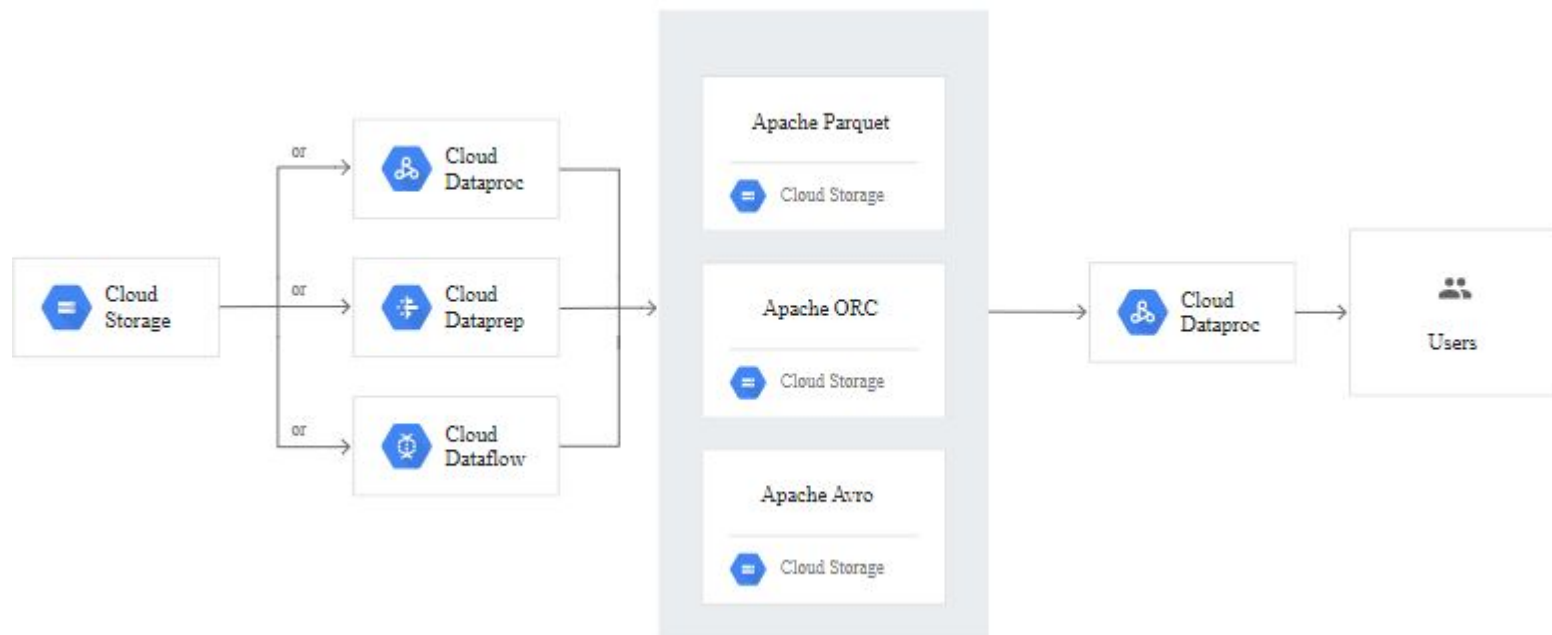 Cloud
Storage
or
or
or
Cloud
Dataproc
Cloud
Dataprep
Cloud
Dataflow
Apache Parquet
Cloud Storage
Apache ORC
Cloud Storage
Apache Avro
Cloud Storage
Cloud
Dataproc
Users